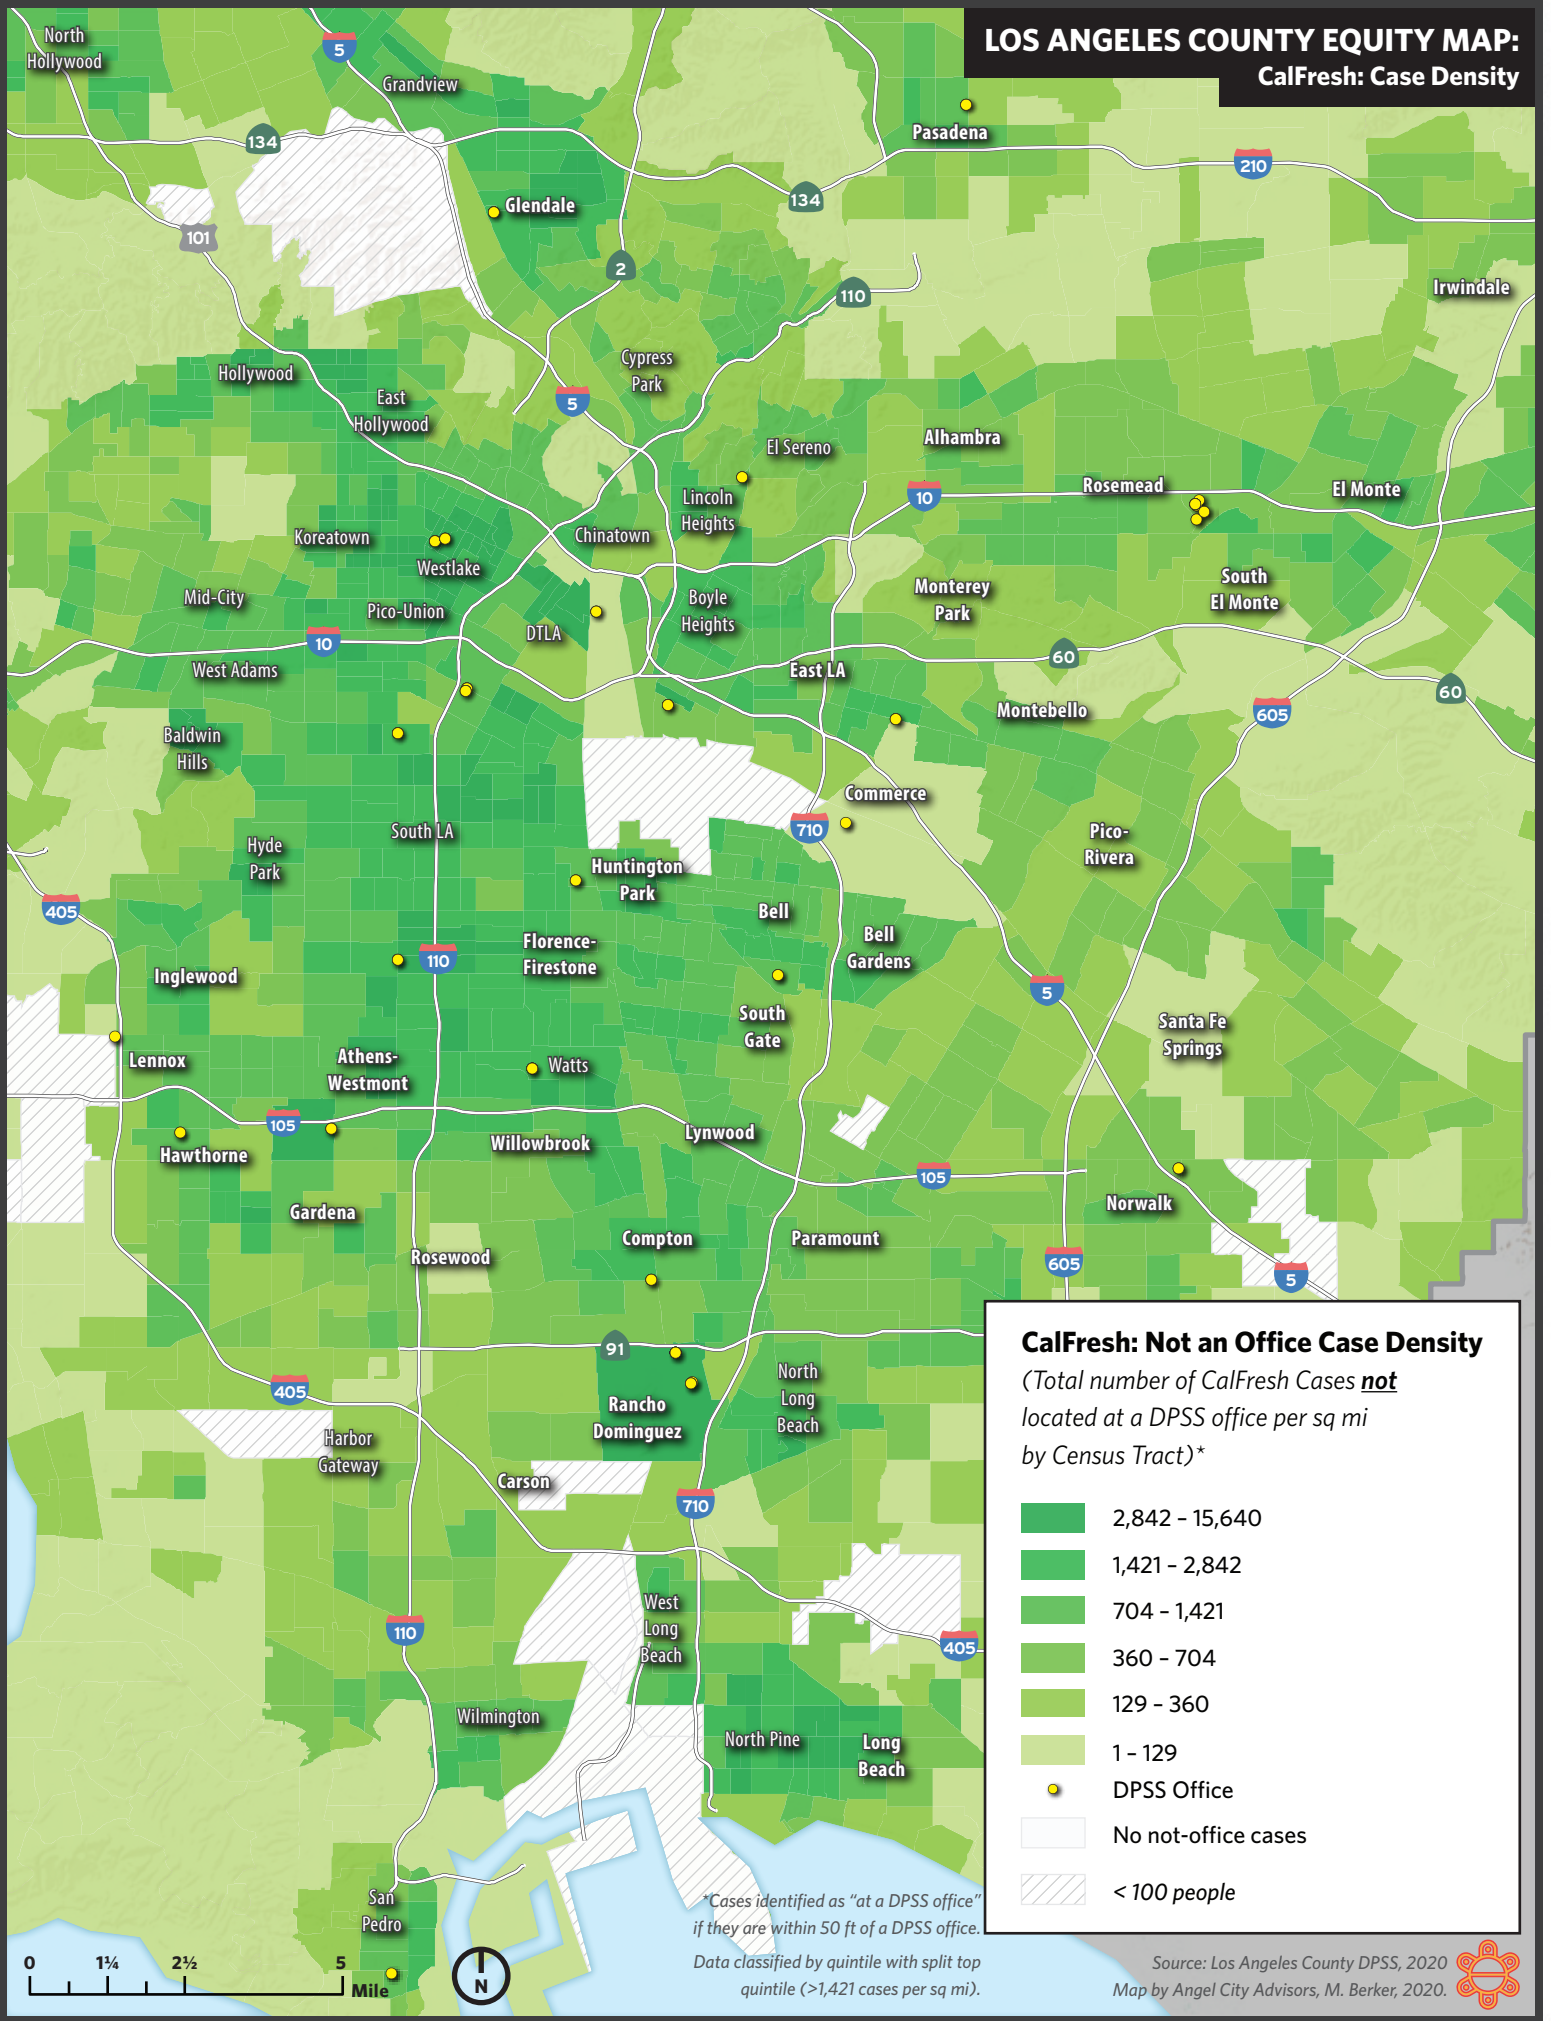 LOS ANGELES COUNTY EQUITY MAP:
CalFresh: Case Density
North
Hollywood
5
Grandview
134
Pasadena
210
134
Glendale
101
2
110
Irwindale
Hollywood
Cypress
Park
East
Hollywood
5
El Sereno
Alhambra
Lincoln
Heights
10
Rosemead
El Monte
Koreatown
Westlake
Chinatown
Mid-City
Pico-Union
DTLA
Boyle
Heights
Monterey
Park
South
El Monte
10
West Adams
East LA
60
60
Montebello
605
Baldwin
Hills
Commerce
South LA
710
Pico-
Rivera
Hyde
Park
Huntington
Park
405
Bell
Bell
Gardens
110
Florence-
Firestone
Inglewood
5
South
Gate
Santa Fe
Springs
Lennox
Athens-
Westmont
Watts
105
Hawthorne
Willowbrook
Lynwood
105
Norwalk
Gardena
Rosewood
Compton
Paramount
605
5
91
405
Rancho
Dominguez
North
Long
Beach
Harbor
Gateway
Carson
710
110
West
Long
Beach
405
Wilmington
North Pine
Long
Beach
San
Pedro
CalFresh: Not an Office Case Density
(Total number of CalFresh Cases not
located at a DPSS office per sq mi
by Census Tract)*
2,842 – 15,640
1,421 – 2,842
704 – 1,421
360 – 704
129 – 360
1 – 129
DPSS Office
No not-office cases
< 100 people
*Cases identified as “at a DPSS office”
if they are within 50 ft of a DPSS office.
Data classified by quintile with split top
quintile (>1,421 cases per sq mi).
0 1¼ 2½ 5
Mile
N
Source: Los Angeles County DPSS, 2020
Map by Angel City Advisors, M. Berker, 2020.